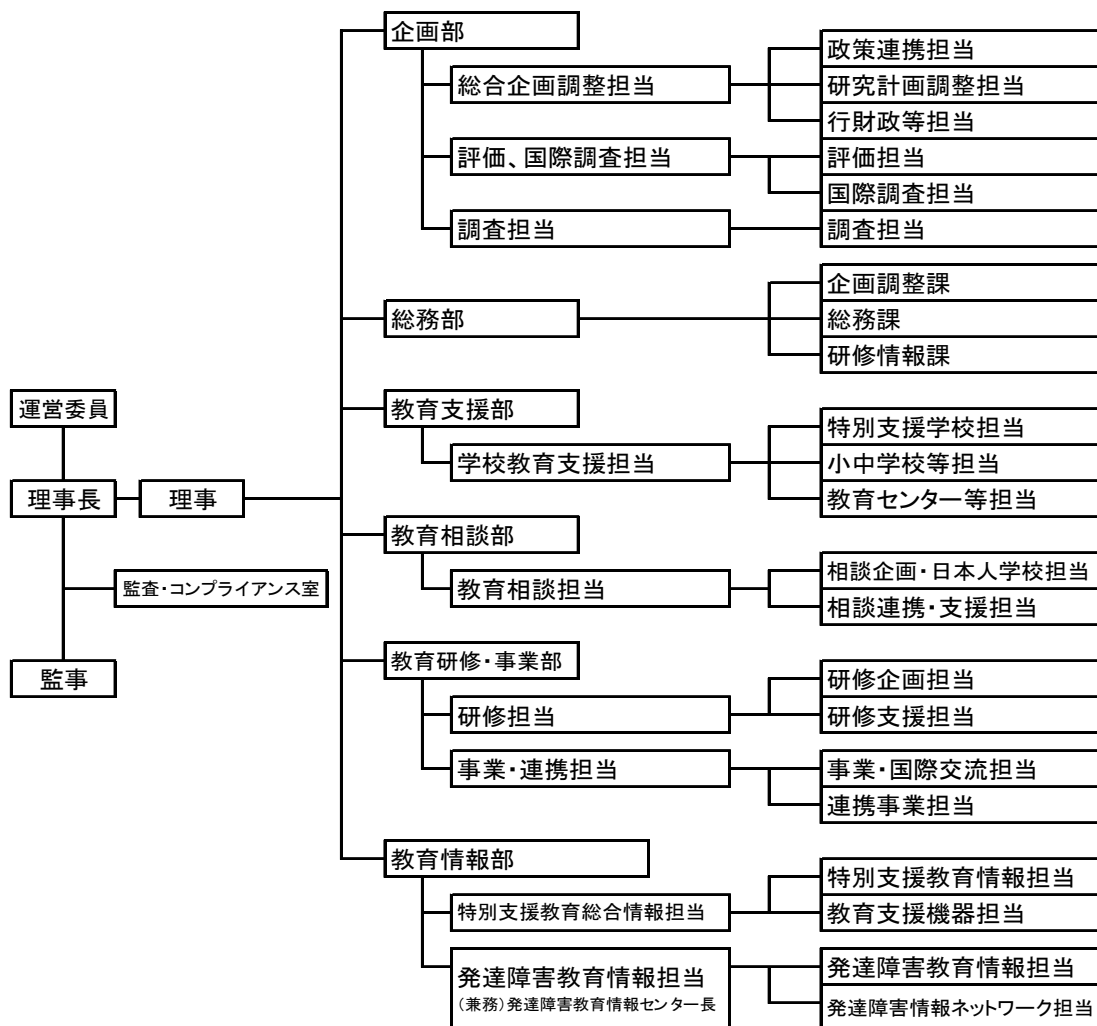 運営委員
理事長
理事
監査・コンプライアンス室
監事
企画部
総合企画調整担当
政策連携担当
研究計画調整担当
行財政等担当
評価、国際調査担当
評価担当
国際調査担当
調査担当
調査担当
総務部
企画調整課
総務課
研修情報課
教育支援部
学校教育支援担当
特別支援学校担当
小中学校等担当
教育センター等担当
教育相談部
教育相談担当
相談企画・日本人学校担当
相談連携・支援担当
教育研修・事業部
研修担当
研修企画担当
研修支援担当
事業・連携担当
事業・国際交流担当
連携事業担当
教育情報部
特別支援教育総合情報担当
特別支援教育情報担当
教育支援機器担当
発達障害教育情報担当
(兼務)発達障害教育情報センター長
発達障害教育情報担当
発達障害情報ネットワーク担当